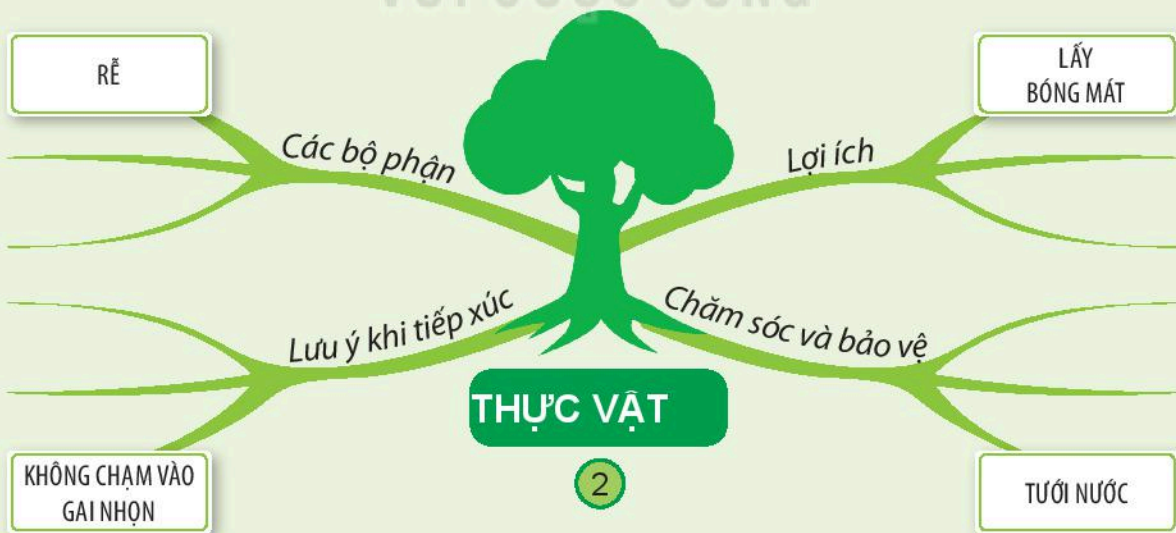 RỄ
Các bộ phận
Lợi ích
LẤY
BÓNG MÁT
Lưu ý khi tiếp xúc
Chăm sóc và bảo vệ
THỰC VẬT
2
KHÔNG CHẠM VÀO
GAI NHỌN
TƯỚI NƯỚC